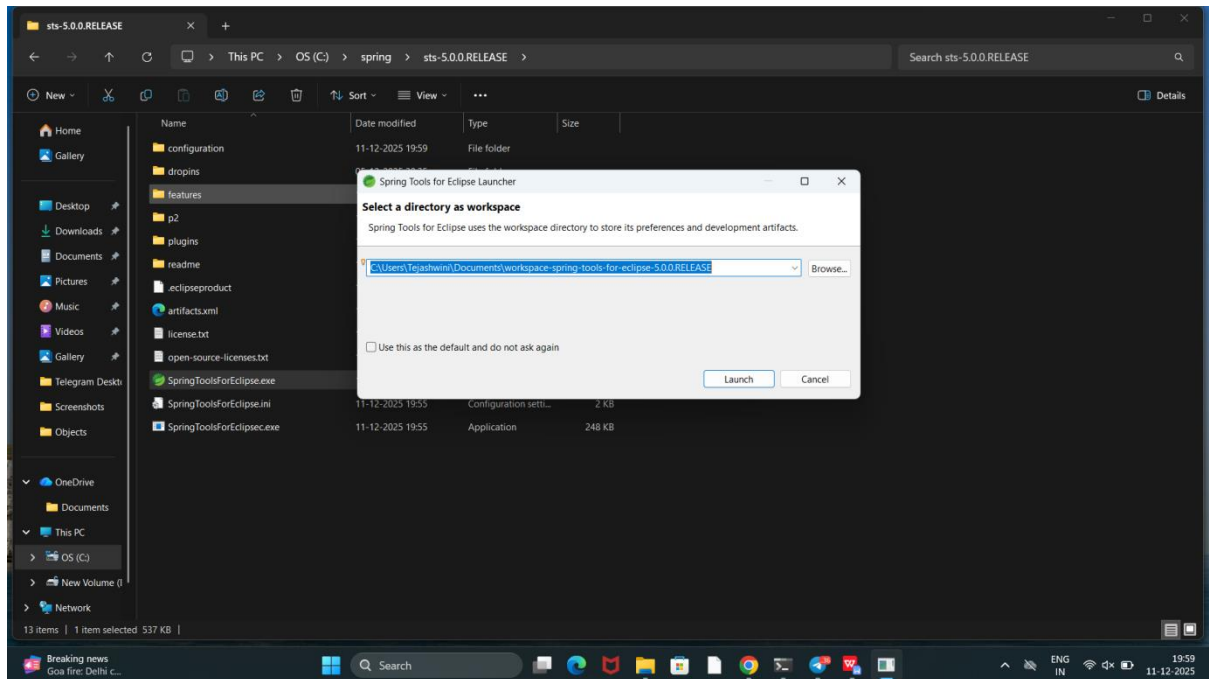 sts-5.0.0.RELEASE
This PC > OS (C:) > spring > sts-5.0.0.RELEASE >
Search sts-5.0.0.RELEASE
New
Sort
View
Details
Name Date modified Type Size
Home
Gallery
Desktop
Downloads
Documents
Pictures
Music
Videos
Gallery
Telegram Deskt
Screenshots
Objects
OneDrive
Documents
This PC
OS (C:)
New Volume (
Network
configuration 11-12-2025 19:59 File folder
dropins
features
p2
plugins
readme
.eclipseproduct
artifacts.xml
license.txt
open-source-licenses.txt
SpringToolsForEclipse.exe
SpringToolsForEclipse.ini 11-12-2025 19:55 Configuration setti... 2 KB
SpringToolsForEclipsec.exe 11-12-2025 19:55 Application 248 KB
Spring Tools for Eclipse Launcher
Select a directory as workspace
Spring Tools for Eclipse uses the workspace directory to store its preferences and development artifacts.
C:\Users\Tejashwini\Documents\workspace-spring-tools-for-eclipse-5.0.0.RELEASE
Browse...
Use this as the default and do not ask again
Launch Cancel
13 items | 1 item selected 537 KB |
Breaking news
Goa fire: Delhi c...
Search
ENG
IN
19:59
11-12-2025